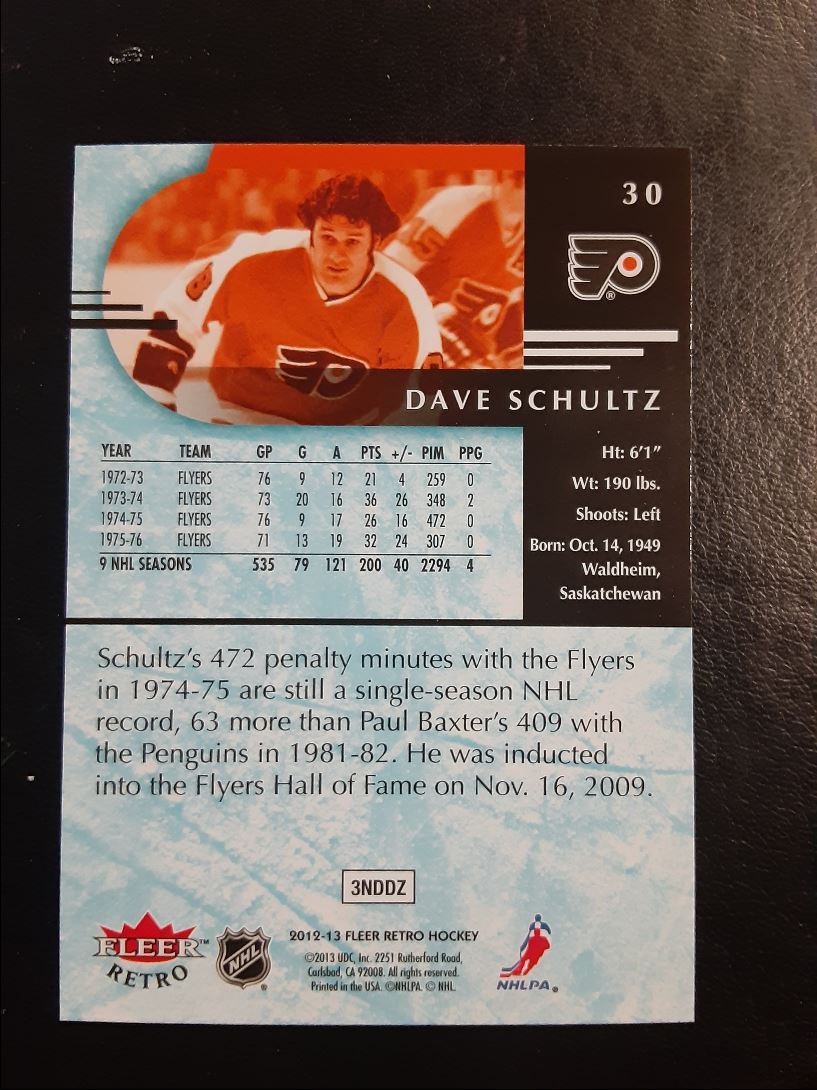 30
DAVE SCHULTZ
YEAR TEAM GP G A PTS +/- PIM PPG
1972-73 FLYERS 76 9 12 21 4 259 0
1973-74 FLYERS 73 20 16 36 26 348 2
1974-75 FLYERS 76 9 17 26 16 472 0
1975-76 FLYERS 71 13 19 32 24 307 0
9 NHL SEASONS 535 79 121 200 40 2294 4
Ht: 6'1"
Wt: 190 lbs.
Shoots: Left
Born: Oct. 14, 1949
Waldheim,
Saskatchewan
Schultz's 472 penalty minutes with the Flyers
in 1974-75 are still a single-season NHL
record, 63 more than Paul Baxter's 409 with
the Penguins in 1981-82. He was inducted
into the Flyers Hall of Fame on Nov. 16, 2009.
3NDDZ
FLEER™
RETRO
NHL
®
2012-13 FLEER RETRO HOCKEY
©2013 UDC, Inc. 2251 Rutherford Road,
Carlsbad, CA 92008. All rights reserved.
Printed in the USA. ©NHLPA. © NHL.
NHLPA®